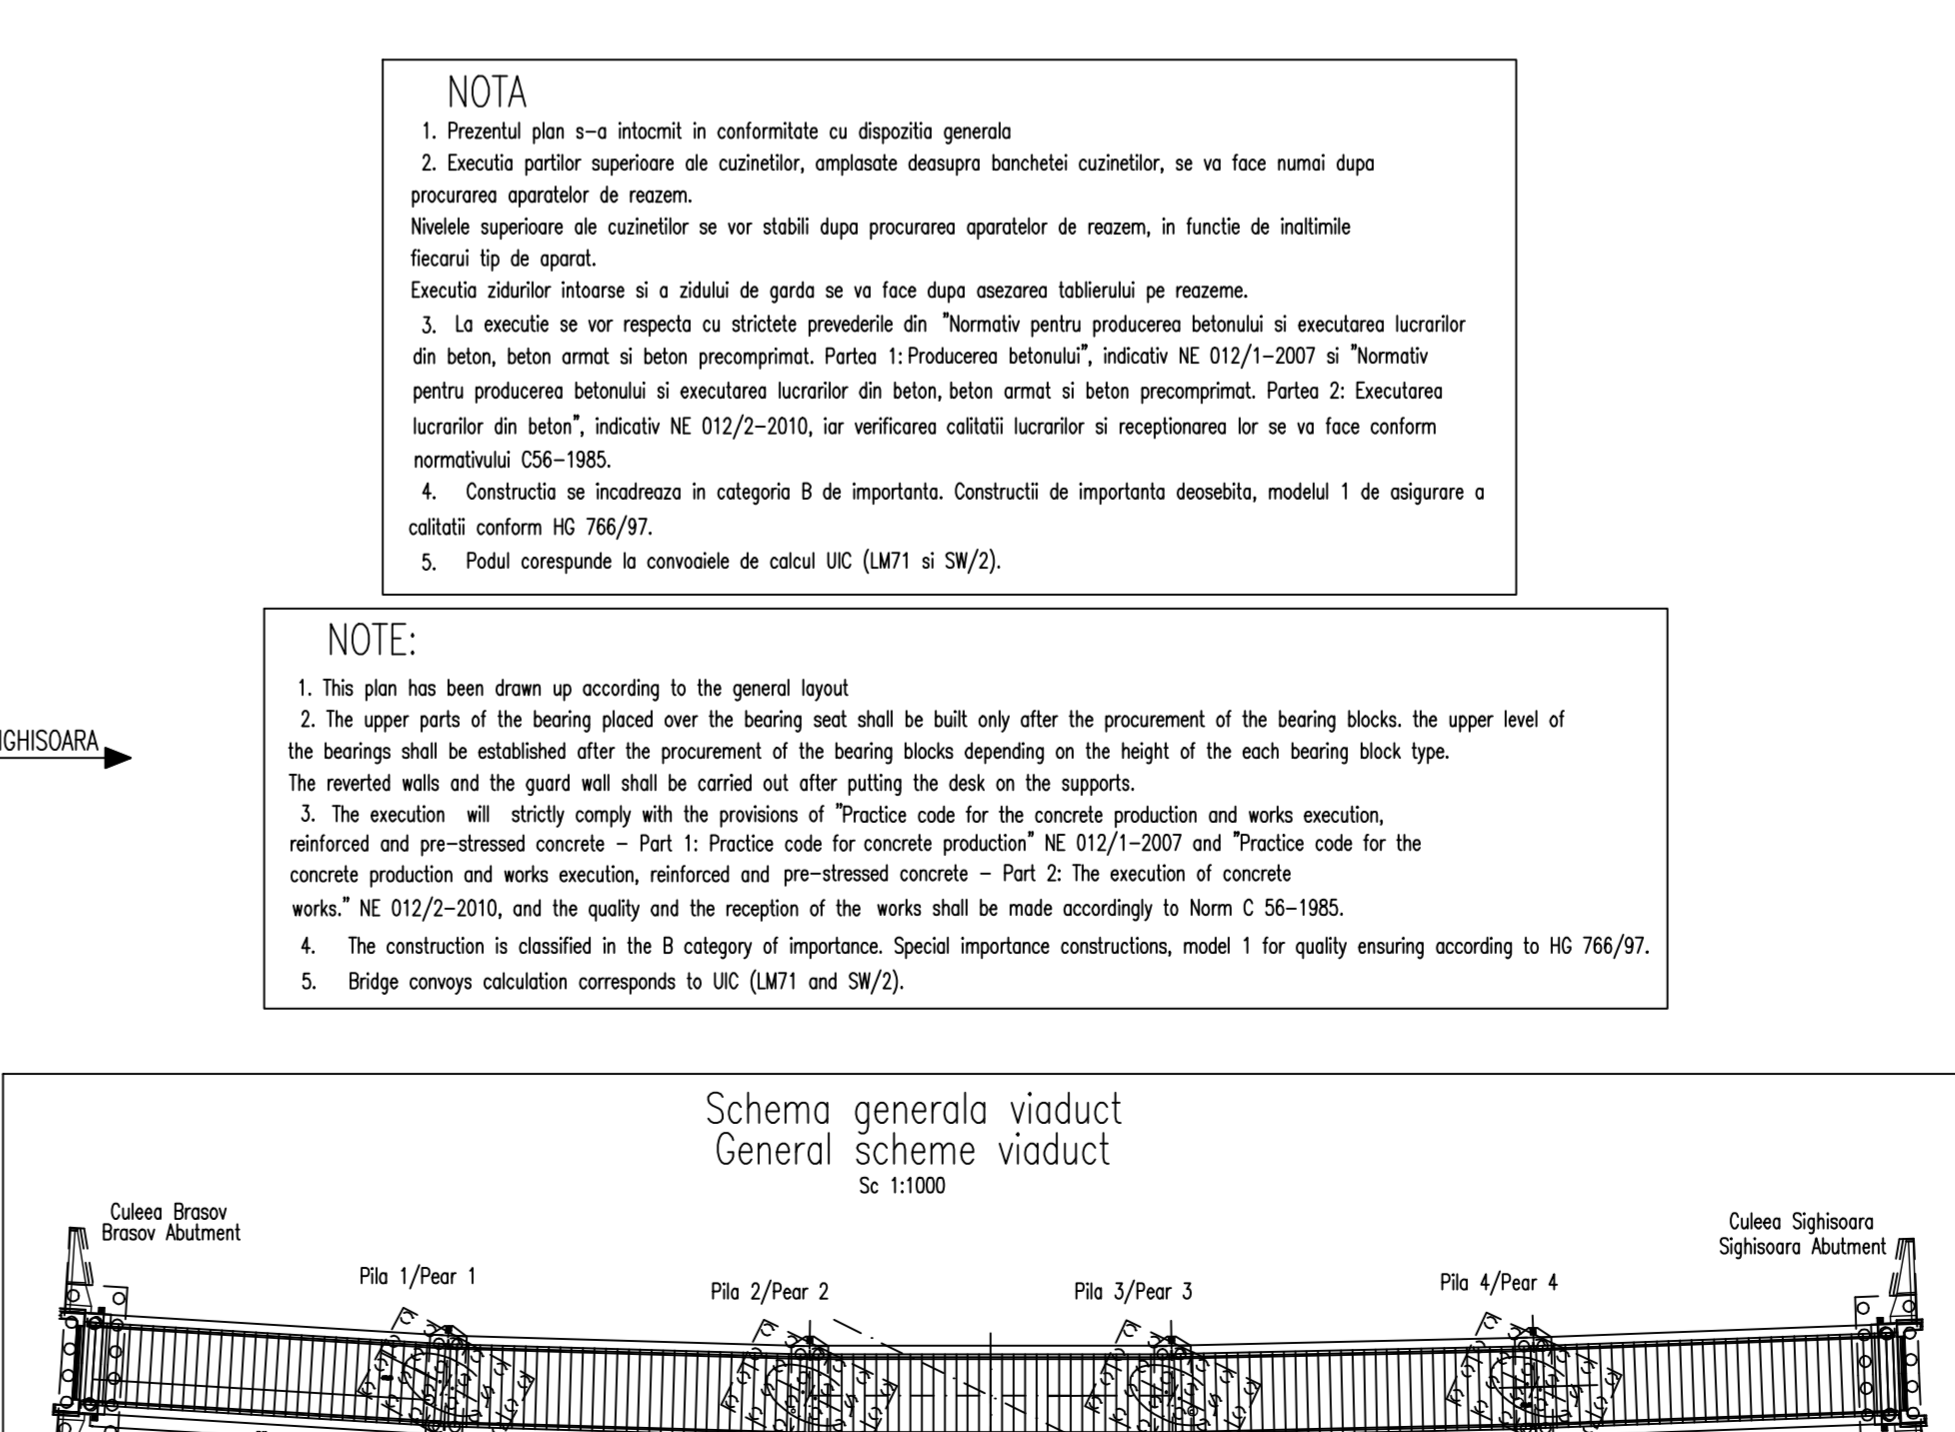 NOTA
1. Prezentul plan s-a intocmit in conformitate cu dispozitia generala
2. Executia partilor superioare ale cuzinetilor, amplasate deasupra banchetei cuzinetilor, se va face numai dupa
procurarea aparatelor de reazem.
Nivelele superioare ale cuzinetilor se vor stabili dupa procurarea aparatelor de reazem, in functie de inaltimile
fiecarui tip de aparat.
Executia zidurilor intoarse si a zidului de garda se va face dupa asezarea tablierului pe reazeme.
3. La executie se vor respecta cu strictete prevederile din "Normativ pentru producerea betonului si executarea lucrarilor
din beton, beton armat si beton precomprimat. Partea 1: Producerea betonului", indicativ NE 012/1-2007 si "Normativ
pentru producerea betonului si executarea lucrarilor din beton, beton armat si beton precomprimat. Partea 2: Executarea
lucrarilor din beton", indicativ NE 012/2-2010, iar verificarea calitatii lucrarilor si receptionarea lor se va face conform
normativului C56-1985.
4. Constructia se incadreaza in categoria B de importanta. Constructii de importanta deosebita, modelul 1 de asigurare a
calitatii conform HG 766/97.
5. Podul corespunde la convoaiele de calcul UIC (LM71 si SW/2).
NOTE:
1. This plan has been drawn up according to the general layout
2. The upper parts of the bearing placed over the bearing seat shall be built only after the procurement of the bearing blocks. the upper level of
the bearings shall be established after the procurement of the bearing blocks depending on the height of the each bearing block type.
The reverted walls and the guard wall shall be carried out after putting the desk on the supports.
3. The execution will strictly comply with the provisions of "Practice code for the concrete production and works execution,
reinforced and pre-stressed concrete - Part 1: Practice code for concrete production" NE 012/1-2007 and "Practice code for the
concrete production and works execution, reinforced and pre-stressed concrete - Part 2: The execution of concrete
works." NE 012/2-2010, and the quality and the reception of the works shall be made accordingly to Norm C 56-1985.
4. The construction is classified in the B category of importance. Special importance constructions, model 1 for quality ensuring according to HG 766/97.
5. Bridge convoys calculation corresponds to UIC (LM71 and SW/2).
IGHISOARA
Schema generala viaduct
General scheme viaduct
Sc 1:1000
Culeea Brasov
Brasov Abutment
Pila 1/Pear 1
Pila 2/Pear 2
Pila 3/Pear 3
Pila 4/Pear 4
Culeea Sighisoara
Sighisoara Abutment